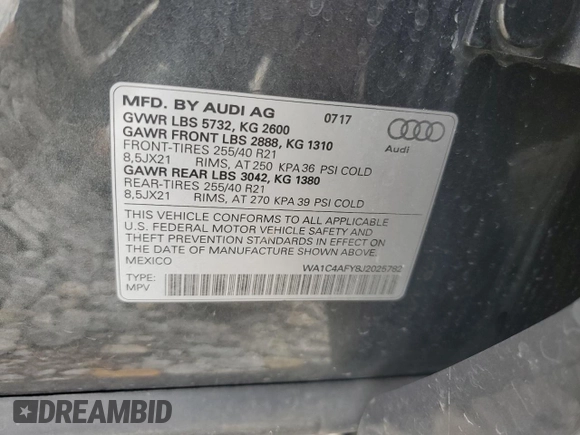 MFD. BY AUDI AG 0717
GVWR LBS 5732, KG 2600
GAWR FRONT LBS 2888, KG 1310
FRONT-TIRES 255/40 R21
8,5JX21 RIMS, AT 250 KPA 36 PSI COLD
GAWR REAR LBS 3042, KG 1380
REAR-TIRES 255/40 R21
8,5JX21 RIMS, AT 270 KPA 39 PSI COLD
Audi
THIS VEHICLE CONFORMS TO ALL APPLICABLE
U.S. FEDERAL MOTOR VEHICLE SAFETY AND
THEFT PREVENTION STANDARDS IN EFFECT ON THE
DATE OF MANUFACTURE SHOWN ABOVE.
MEXICO WA1C4AFY8J2025782
TYPE:
MPV
DREAMBID